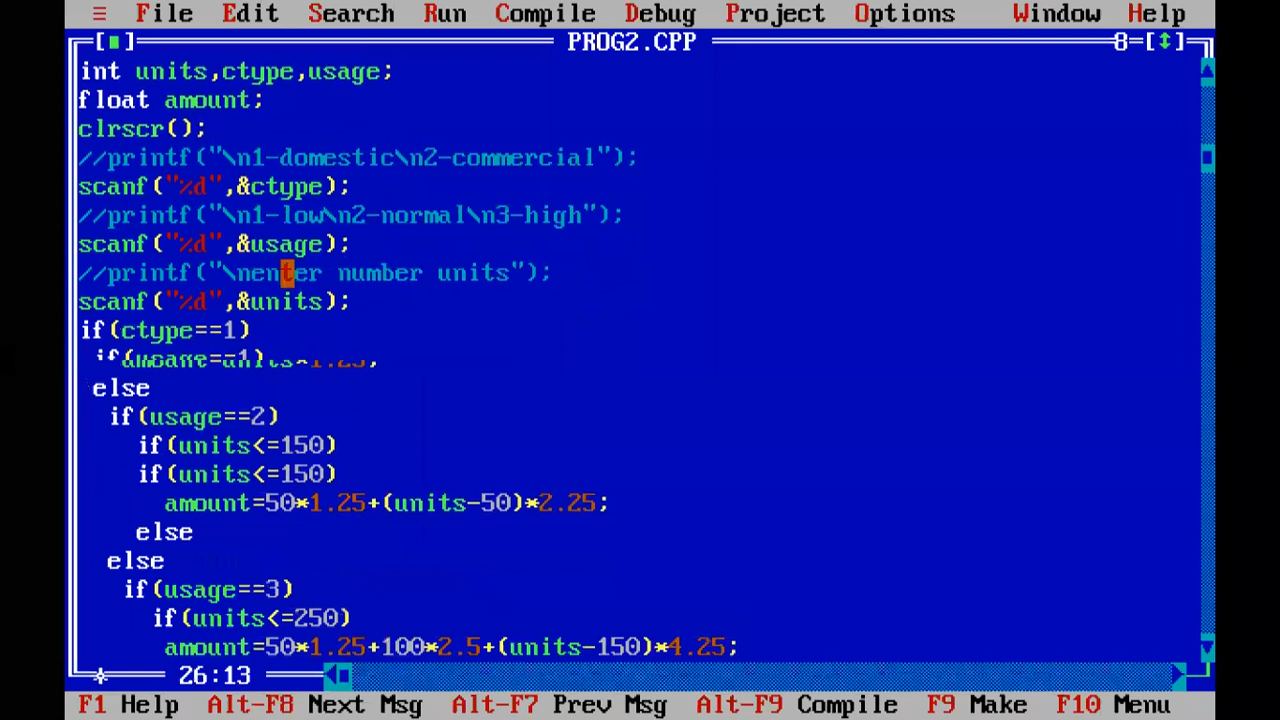 ≡ File Edit Search Run Compile Debug Project Options Window Help
PROG2.CPP 8
int units,ctype,usage;
float amount;
clrscr();
//printf("\n1-domestic\n2-commercial");
scanf("%d",&ctype);
//printf("\n1-low\n2-normal\n3-high");
scanf("%d",&usage);
//printf("\nenter number units");
scanf("%d",&units);
if(ctype==1)
else
if(usage==2)
if(units<=150)
if(units<=150)
amount=50*1.25+(units-50)*2.25;
else
else
if(usage==3)
if(units<=250)
amount=50*1.25+100*2.5+(units-150)*4.25;
26:13
F1 Help Alt-F8 Next Msg Alt-F7 Prev Msg Alt-F9 Compile F9 Make F10 Menu